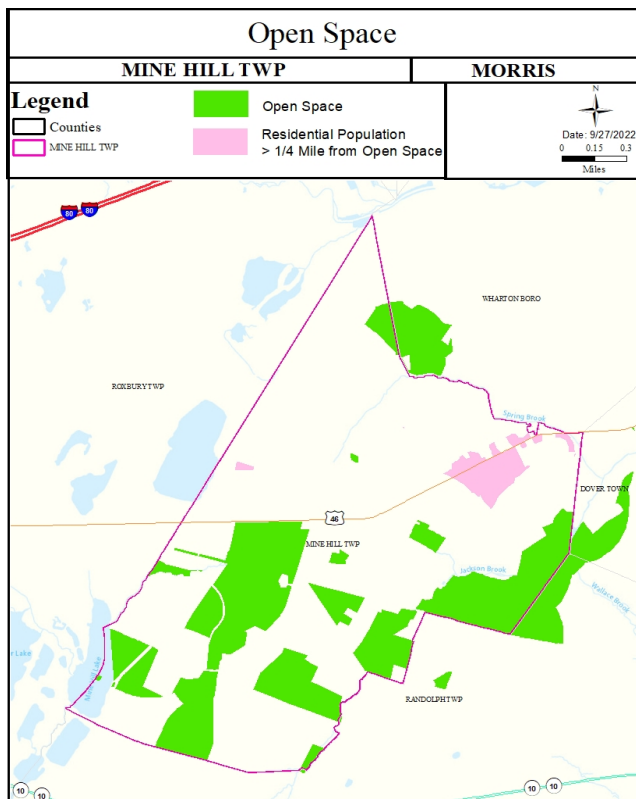 Open Space
MINE HILL TWP
MORRIS
Legend
Counties
MINE HILL TWP
Open Space
Residential Population
> 1/4 Mile from Open Space
N
Date: 9/27/2022
0 0.15 0.3
Miles
80 80
WHARTON BORO
ROXBURY TWP
Spring Brook
DOVER TOWN
46
MINE HILL TWP
Jackson Brook
Wallace Brook
er Lake
RANDOLPH TWP
10 10
10 10